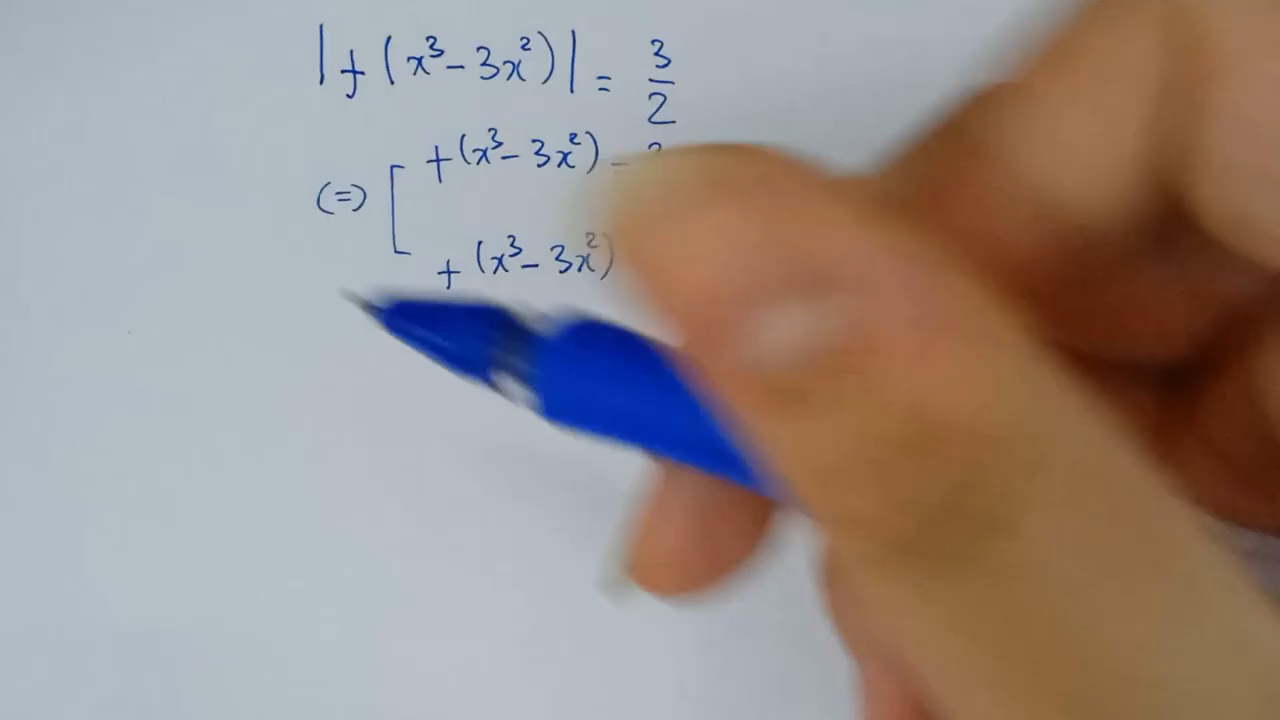 |f(x³-3x²)| = 3/2
(=) [ f(x³-3x²) =
f(x³-3x²)